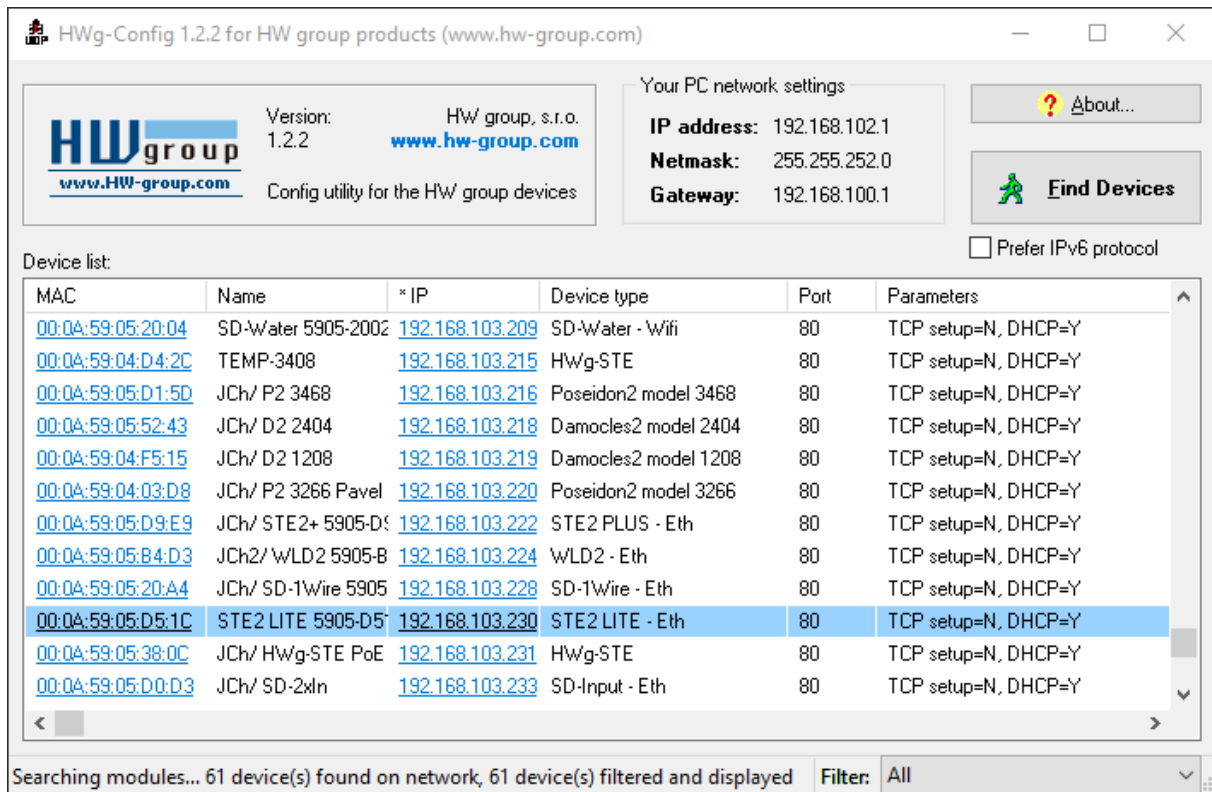 HWg-Config 1.2.2 for HW group products (www.hw-group.com)
HW group
www.HW-group.com
Version:
1.2.2
HW group, s.r.o.
www.hw-group.com
Config utility for the HW group devices
Your PC network settings
IP address: 192.168.102.1
Netmask: 255.255.252.0
Gateway: 192.168.100.1
About...
Find Devices
Prefer IPv6 protocol
Device list:
MAC Name * IP Device type Port Parameters
00:0A:59:05:20:04 SD-Water 5905-2002 192.168.103.209 SD-Water - Wifi 80 TCP setup=N, DHCP=Y
00:0A:59:04:D4:2C TEMP-3408 192.168.103.215 HWg-STE 80 TCP setup=N, DHCP=Y
00:0A:59:05:D1:5D JCh/ P2 3468 192.168.103.216 Poseidon2 model 3468 80 TCP setup=N, DHCP=Y
00:0A:59:05:52:43 JCh/ D2 2404 192.168.103.218 Damocles2 model 2404 80 TCP setup=N, DHCP=Y
00:0A:59:04:F5:15 JCh/ D2 1208 192.168.103.219 Damocles2 model 1208 80 TCP setup=N, DHCP=Y
00:0A:59:04:03:D8 JCh/ P2 3266 Pavel 192.168.103.220 Poseidon2 model 3266 80 TCP setup=N, DHCP=Y
00:0A:59:05:D9:E9 JCh/ STE2+ 5905-D9 192.168.103.222 STE2 PLUS - Eth 80 TCP setup=N, DHCP=Y
00:0A:59:05:B4:D3 JCh2/ WLD2 5905-B 192.168.103.224 WLD2 - Eth 80 TCP setup=N, DHCP=Y
00:0A:59:05:20:A4 JCh/ SD-1Wire 5905 192.168.103.228 SD-1Wire - Eth 80 TCP setup=N, DHCP=Y
00:0A:59:05:D5:1C STE2 LITE 5905-D51 192.168.103.230 STE2 LITE - Eth 80 TCP setup=N, DHCP=Y
00:0A:59:05:38:0C JCh/ HWg-STE PoE 192.168.103.231 HWg-STE 80 TCP setup=N, DHCP=Y
00:0A:59:05:D0:D3 JCh/ SD-2xIn 192.168.103.233 SD-Input - Eth 80 TCP setup=N, DHCP=Y
Searching modules... 61 device(s) found on network, 61 device(s) filtered and displayed Filter: All